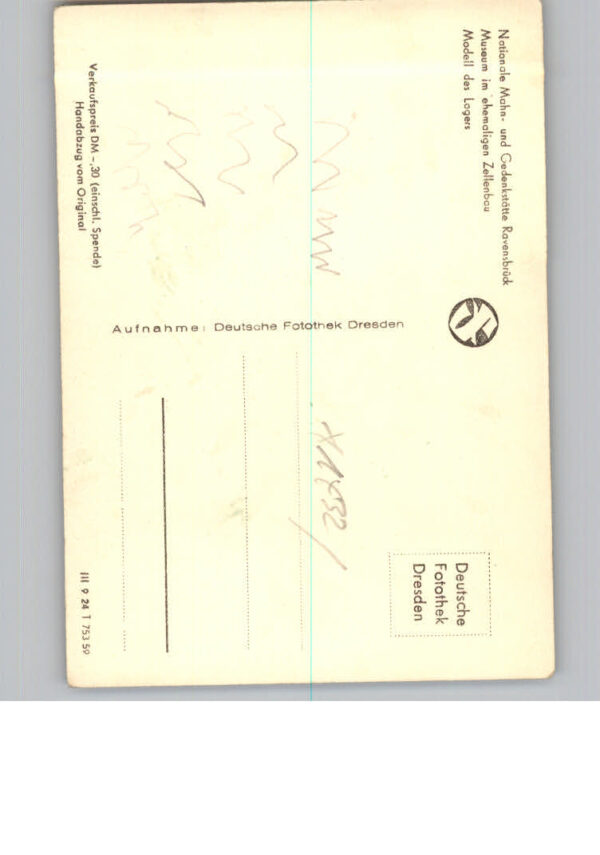 Nationale Mahn- und Gedenkstätte Ravensbrück
Museum im ehemaligen Zellenbau
Modell des Lagers
Deutsche
Fotothek
Dresden
Aufnahme: Deutsche Fotothek Dresden
Verkaufspreis DM -,30 (einschl. Spende)
Handabzug vom Original
III 9 24 T 753 59